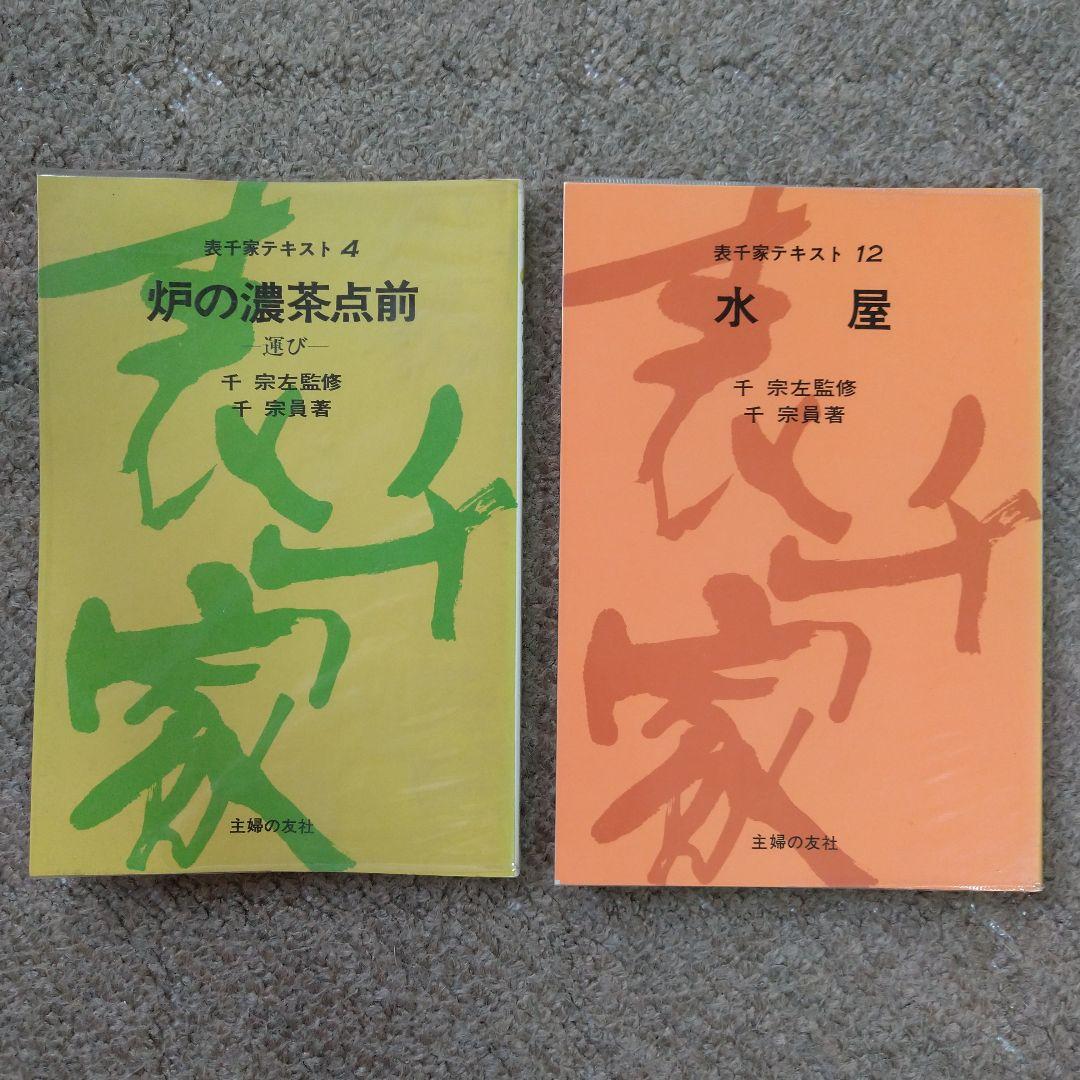 表千家テキスト 4
炉の濃茶点前
―運び―
千 宗左監修
千 宗員著
表千家
主婦の友社
表千家テキスト 12
水 屋
千 宗左監修
千 宗員著
表千家
主婦の友社